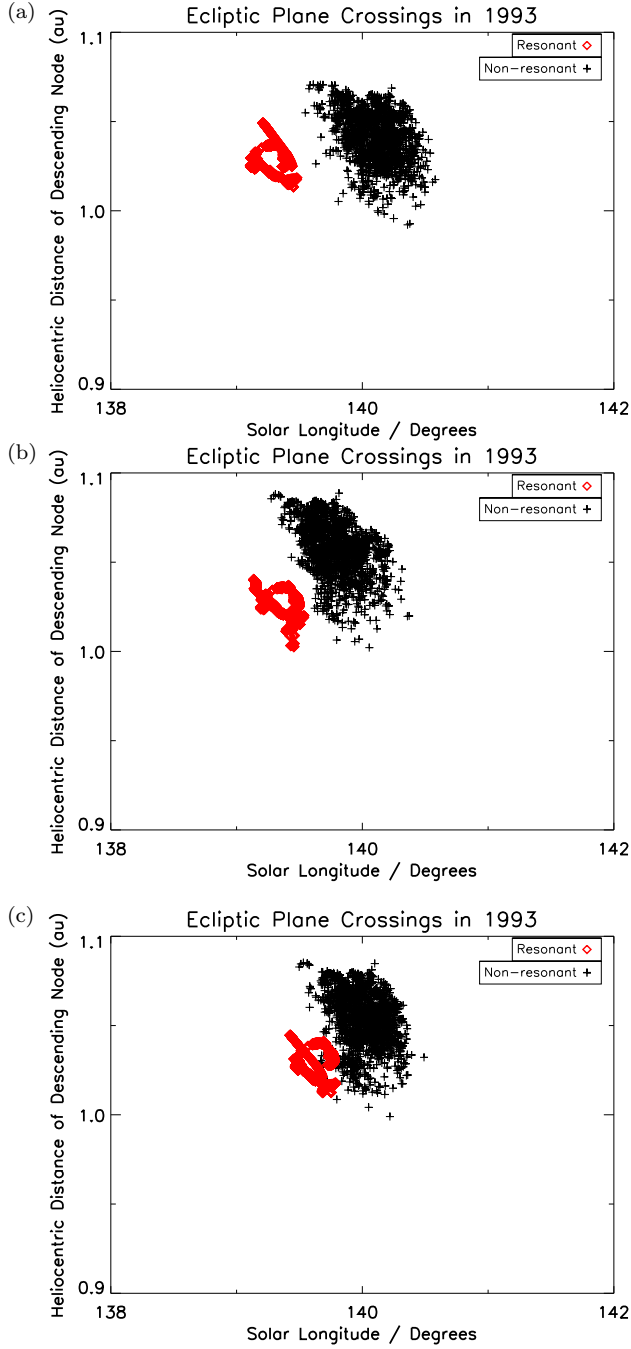 (a)
Ecliptic Plane Crossings in 1993
Heliocentric Distance of Descending Node (au)
1.1
Resonant
Non-resonant
1.0
0.9
138
140
142
Solar Longitude / Degrees
(b)
Ecliptic Plane Crossings in 1993
Heliocentric Distance of Descending Node (au)
1.1
Resonant
Non-resonant
1.0
0.9
138
140
142
Solar Longitude / Degrees
(c)
Ecliptic Plane Crossings in 1993
Heliocentric Distance of Descending Node (au)
1.1
Resonant
Non-resonant
1.0
0.9
138
140
142
Solar Longitude / Degrees